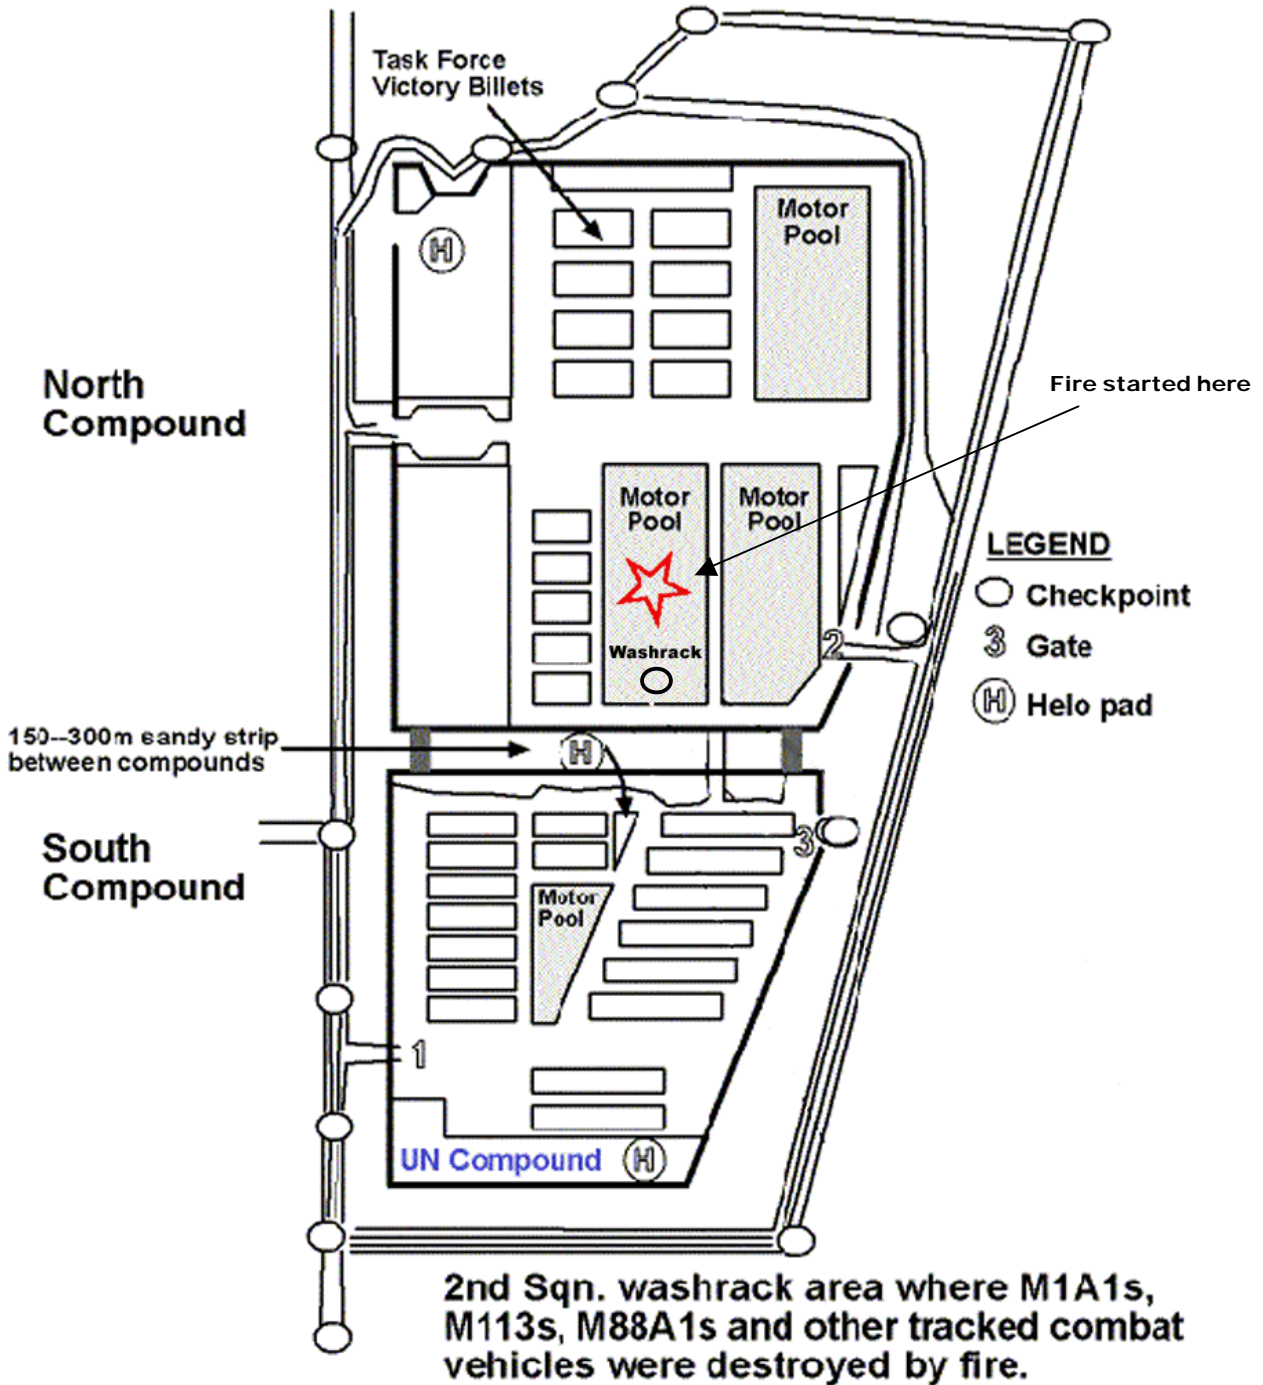 Task Force
Victory Billets
Motor
Pool
H
North
Compound
Fire started here
Motor
Pool
Motor
Pool
LEGEND
Checkpoint
3 Gate
H Helo pad
2
Washrack
150--300m sandy strip
between compounds
H
South
Compound
3
Motor
Pool
1
UN Compound H
2nd Sqn. washrack area where M1A1s,
M113s, M88A1s and other tracked combat
vehicles were destroyed by fire.